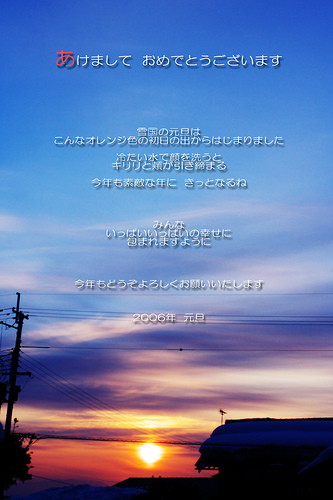 あけまして おめでとうございます
雪国の元旦は
こんなオレンジ色の初日の出からはじまりました
冷たい水で顔を洗うと
キリリと頬が引き締まる
今年も素敵な年に きっとなるね
みんな
いっぱいいっぱいの幸せに
包まれますように
今年もどうぞよろしくお願いいたします
2006年 元旦